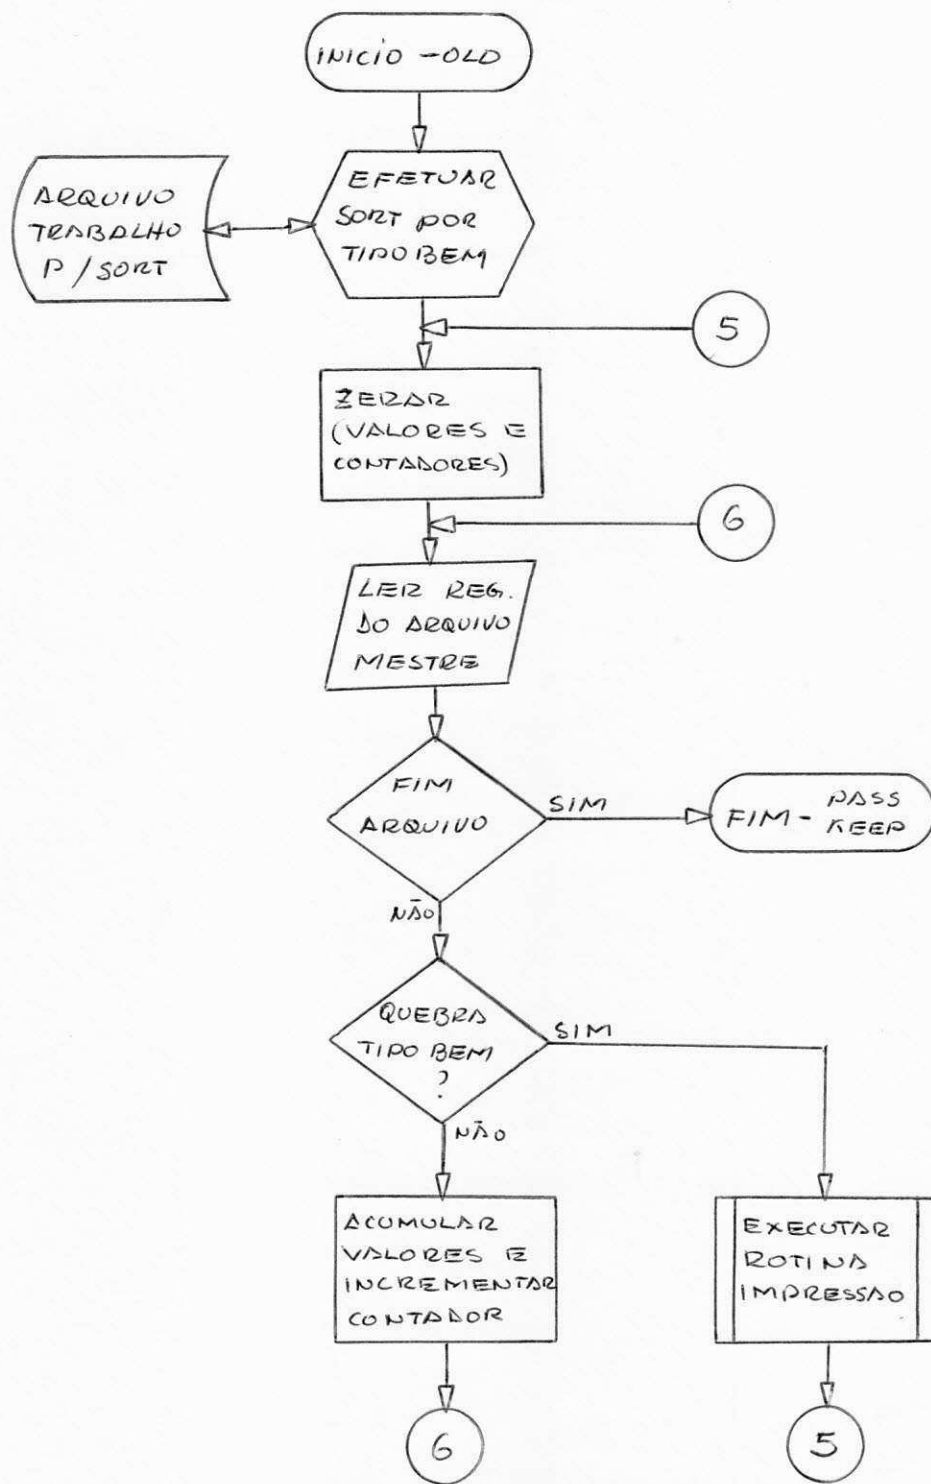 INICIO - OLD
EFETUAR
SORT POR
TIPO BEM
ARQUIVO
TRABALHO
P/SORT
5
ZERAR
(VALORES E
CONTADORES)
6
LER REG.
DO ARQUIVO
MESTRE
FIM
ARQUIVO
SIM
FIM - PASS
KEEP
NÃO
QUEBRA
TIPO BEM
?
SIM
NÃO
ACUMULAR
VALORES E
INCREMENTAR
CONTADOR
EXECUTAR
ROTINA
IMPRESSAO
6
5